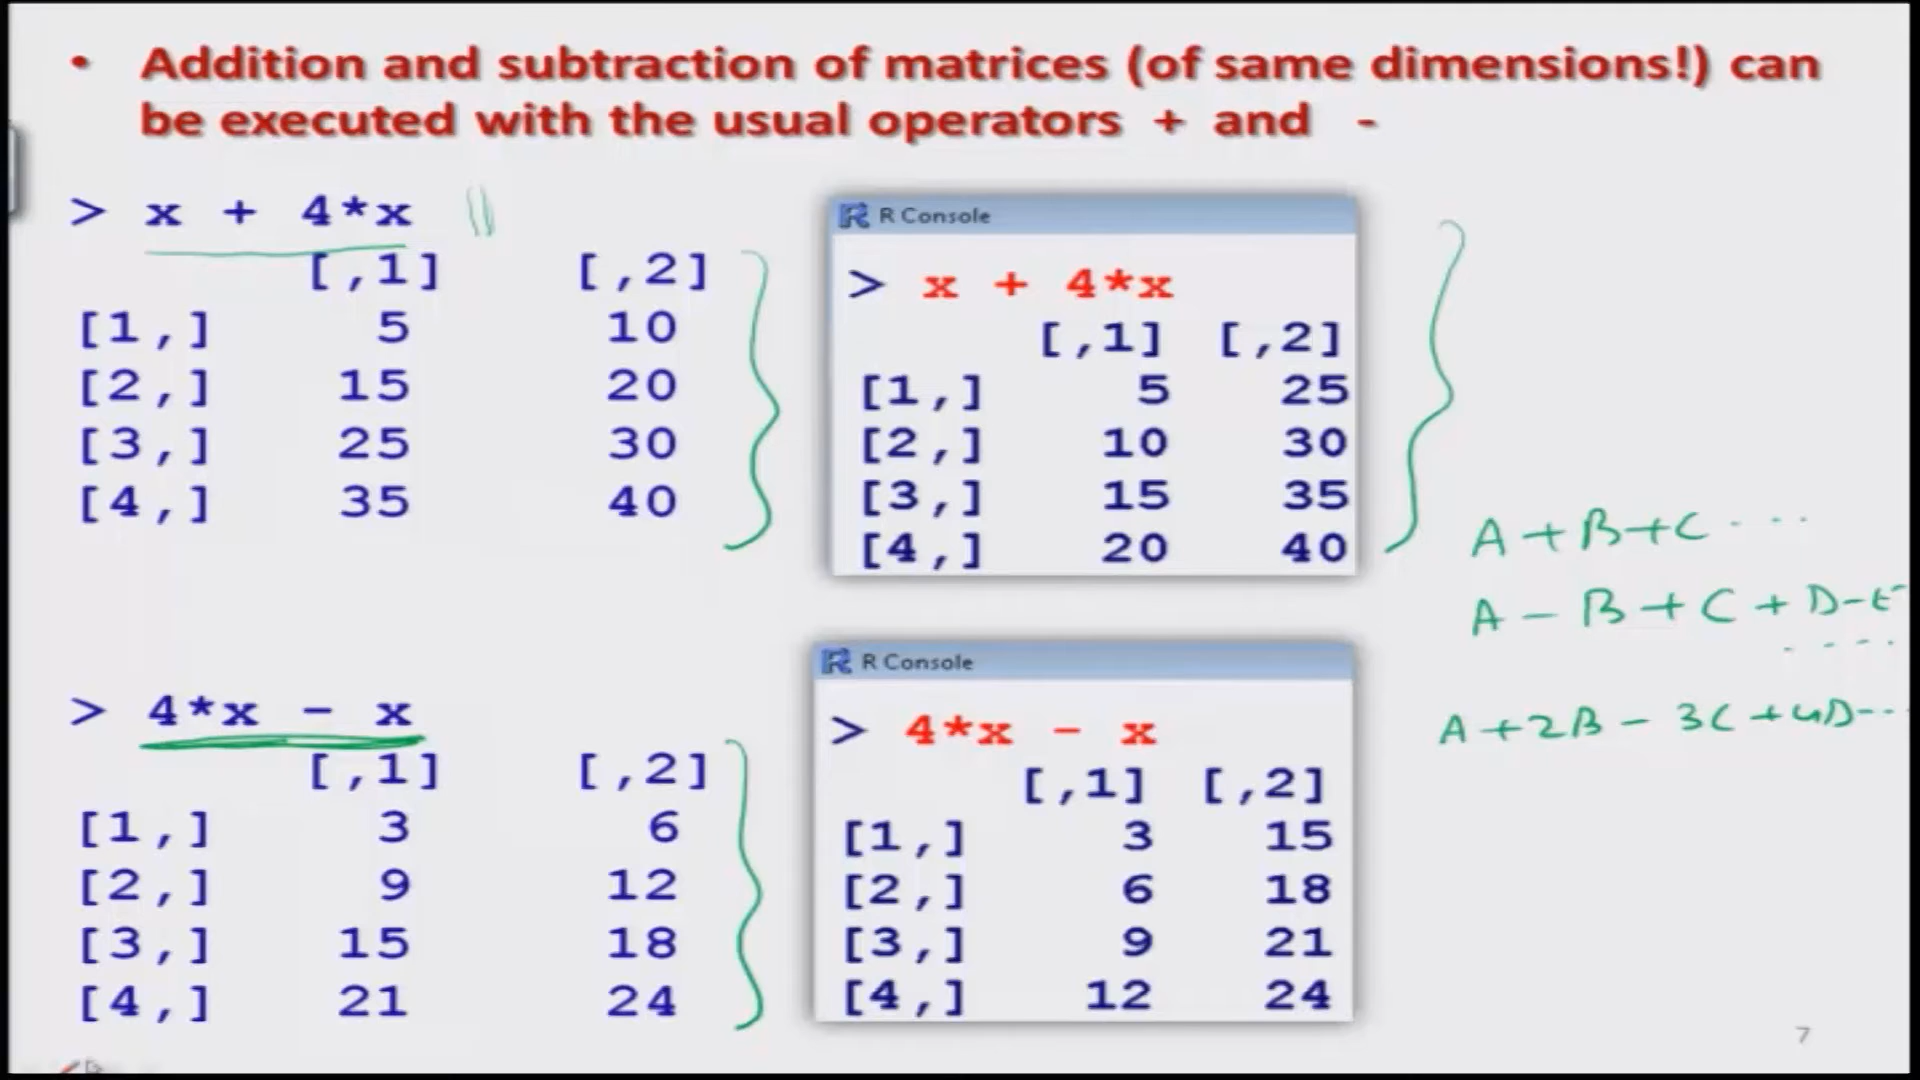 • Addition and subtraction of matrices (of same dimensions!) can
be executed with the usual operators + and -
> x + 4*x
[,1] [,2]
[1,] 5 10
[2,] 15 20
[3,] 25 30
[4,] 35 40
R Console
> x + 4*x
[,1] [,2]
[1,] 5 25
[2,] 10 30
[3,] 15 35
[4,] 20 40
A+B+C ....
A-B+C+D-E
....
A+2B-3C+4D...
> 4*x - x
[,1] [,2]
[1,] 3 6
[2,] 9 12
[3,] 15 18
[4,] 21 24
R Console
> 4*x - x
[,1] [,2]
[1,] 3 15
[2,] 6 18
[3,] 9 21
[4,] 12 24
7